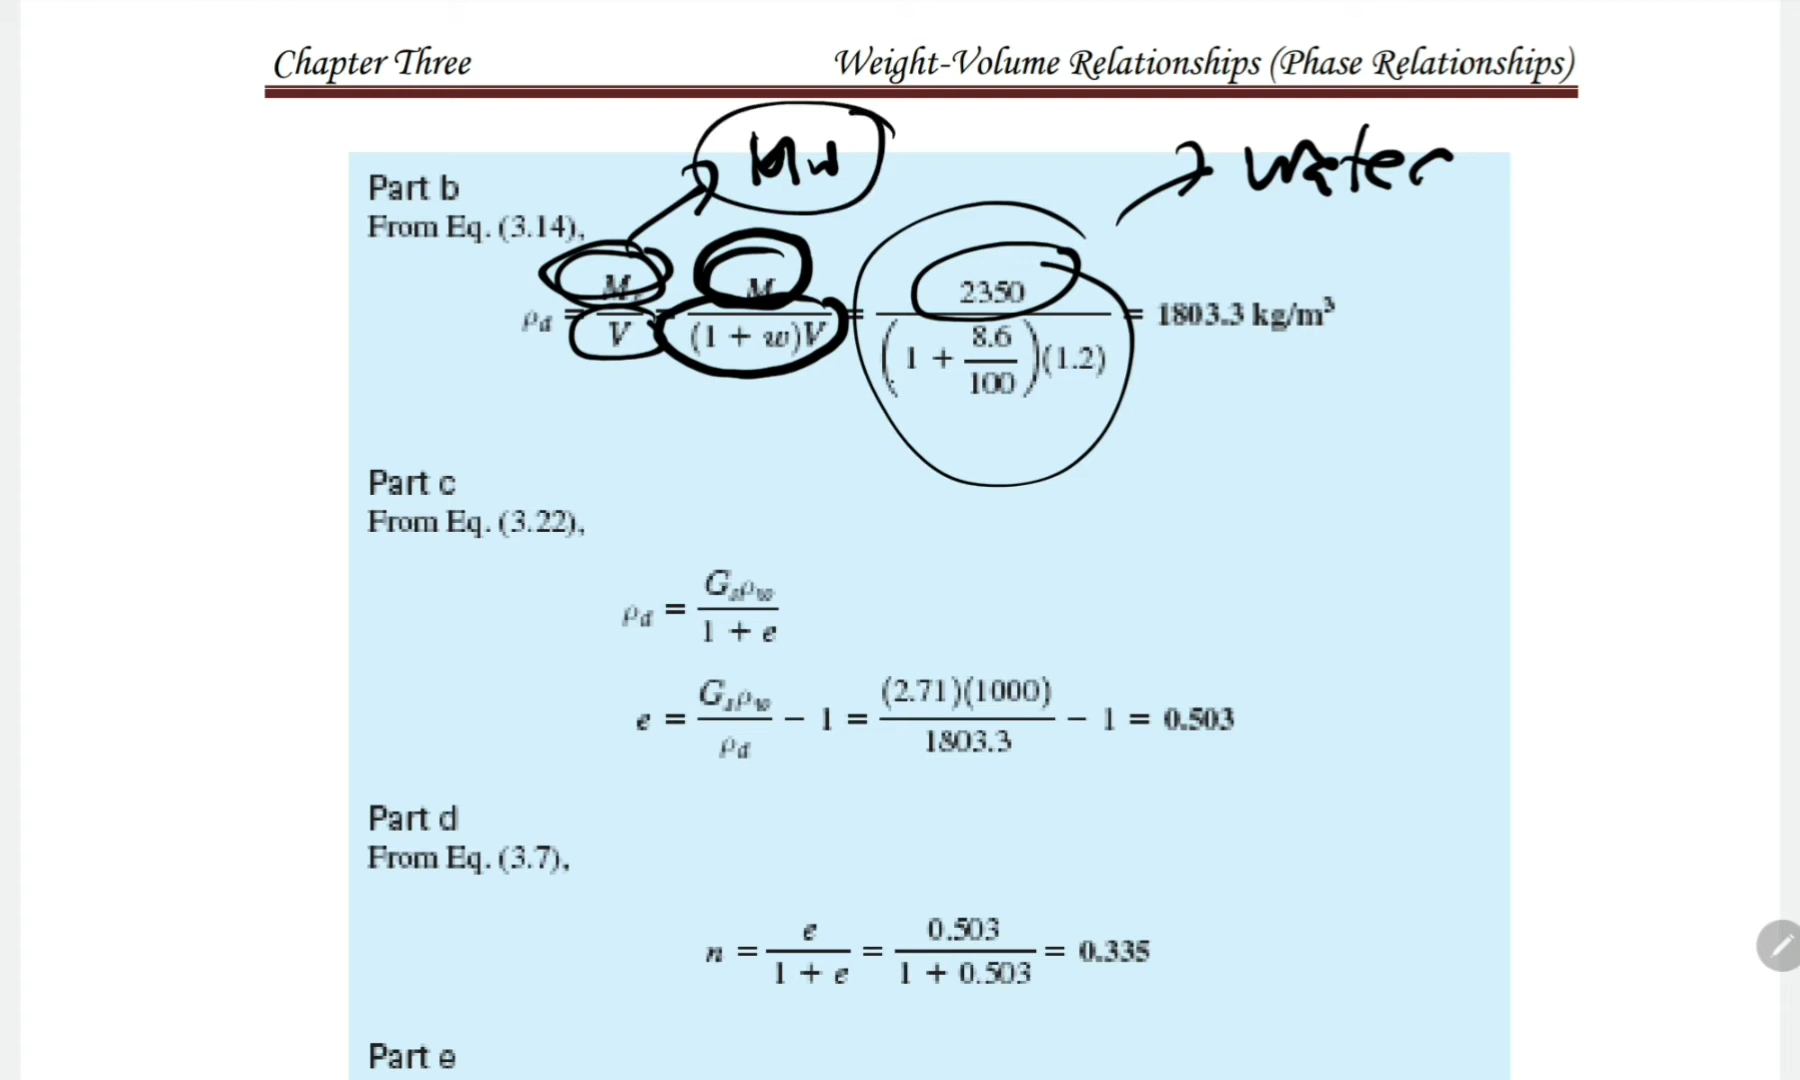 Chapter Three Weight-Volume Relationships (Phase Relationships)
Mw
water
Part b
From Eq. (3.14),
ρd = Ms/V = M/((1 + w)V) = 2350/((1 + 8.6/100)(1.2)) = 1803.3 kg/m³
Part c
From Eq. (3.22),
ρd = Gsρw/(1 + e)
e = Gsρw/ρd − 1 = (2.71)(1000)/1803.3 − 1 = 0.503
Part d
From Eq. (3.7),
n = e/(1 + e) = 0.503/(1 + 0.503) = 0.335
Part e